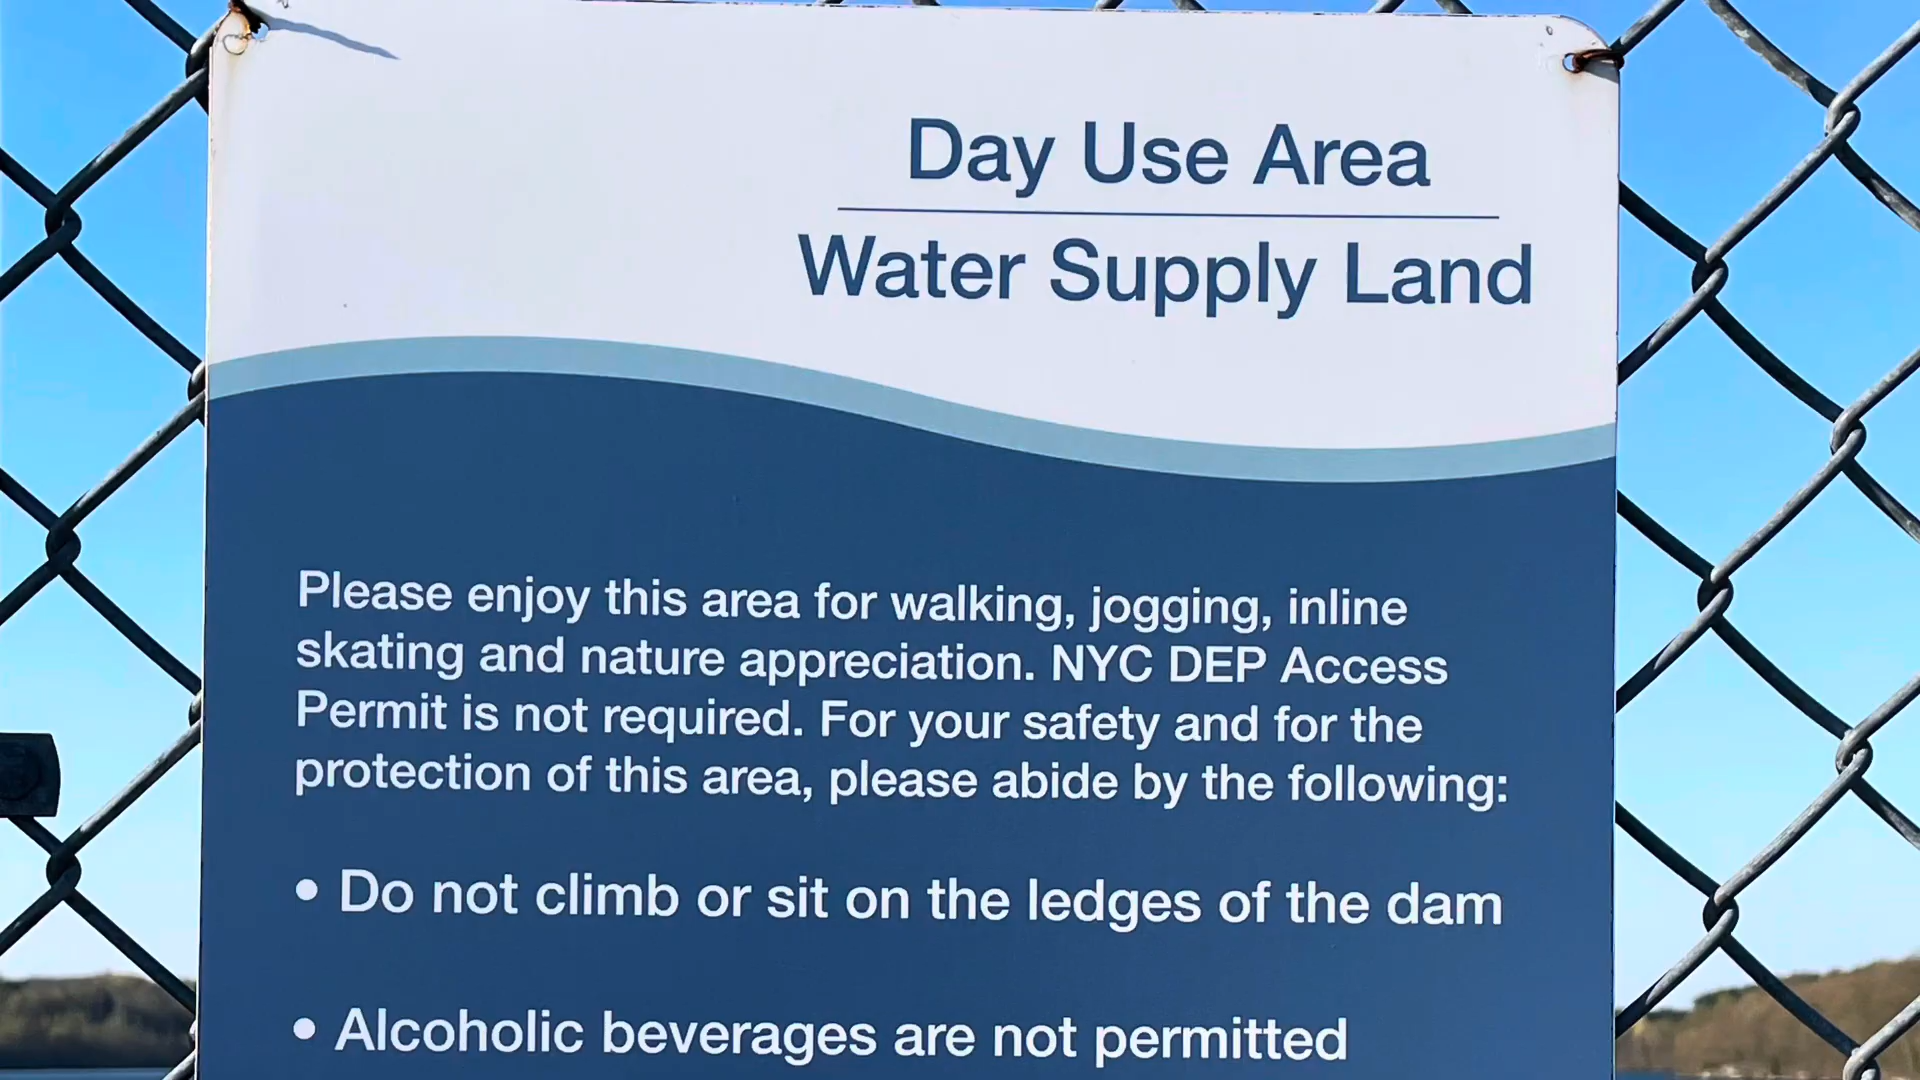 Day Use Area
Water Supply Land
Please enjoy this area for walking, jogging, inline
skating and nature appreciation. NYC DEP Access
Permit is not required. For your safety and for the
protection of this area, please abide by the following:
• Do not climb or sit on the ledges of the dam
• Alcoholic beverages are not permitted